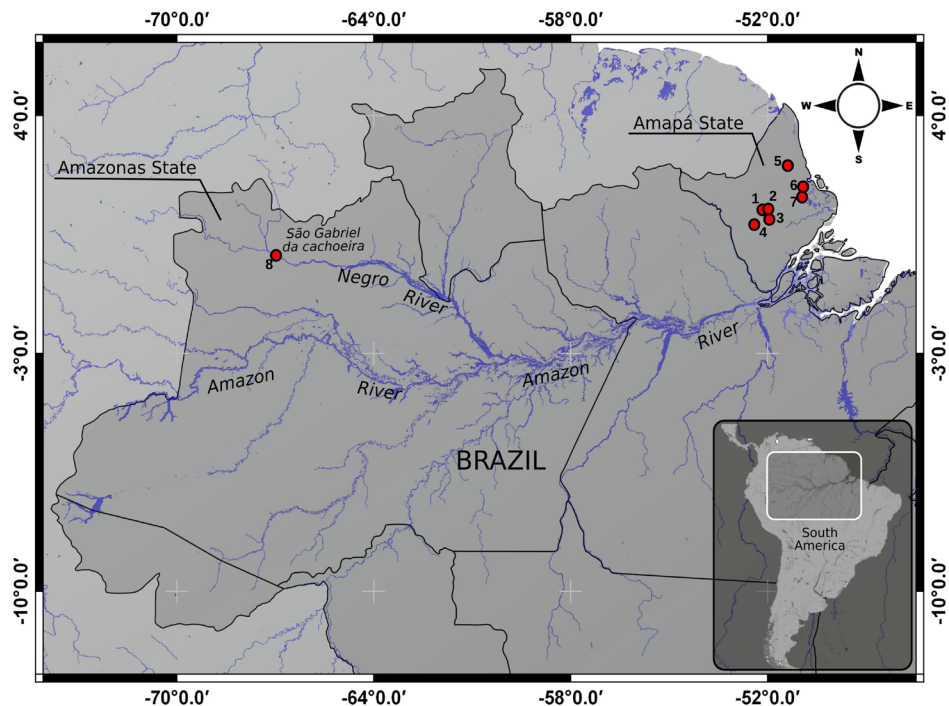 -70°0.0'
-64°0.0'
-58°0.0'
-52°0.0'
N
W
E
S
4°0.0'
4°0.0'
Amapá State
Amazonas State
5
6
7
1
2
3
4
São Gabriel
da cachoeira
8
Negro
River
River
-3°0.0'
-3°0.0'
Amazon
River
Amazon
BRAZIL
South
America
-10°0.0'
-10°0.0'
-70°0.0'
-64°0.0'
-58°0.0'
-52°0.0'